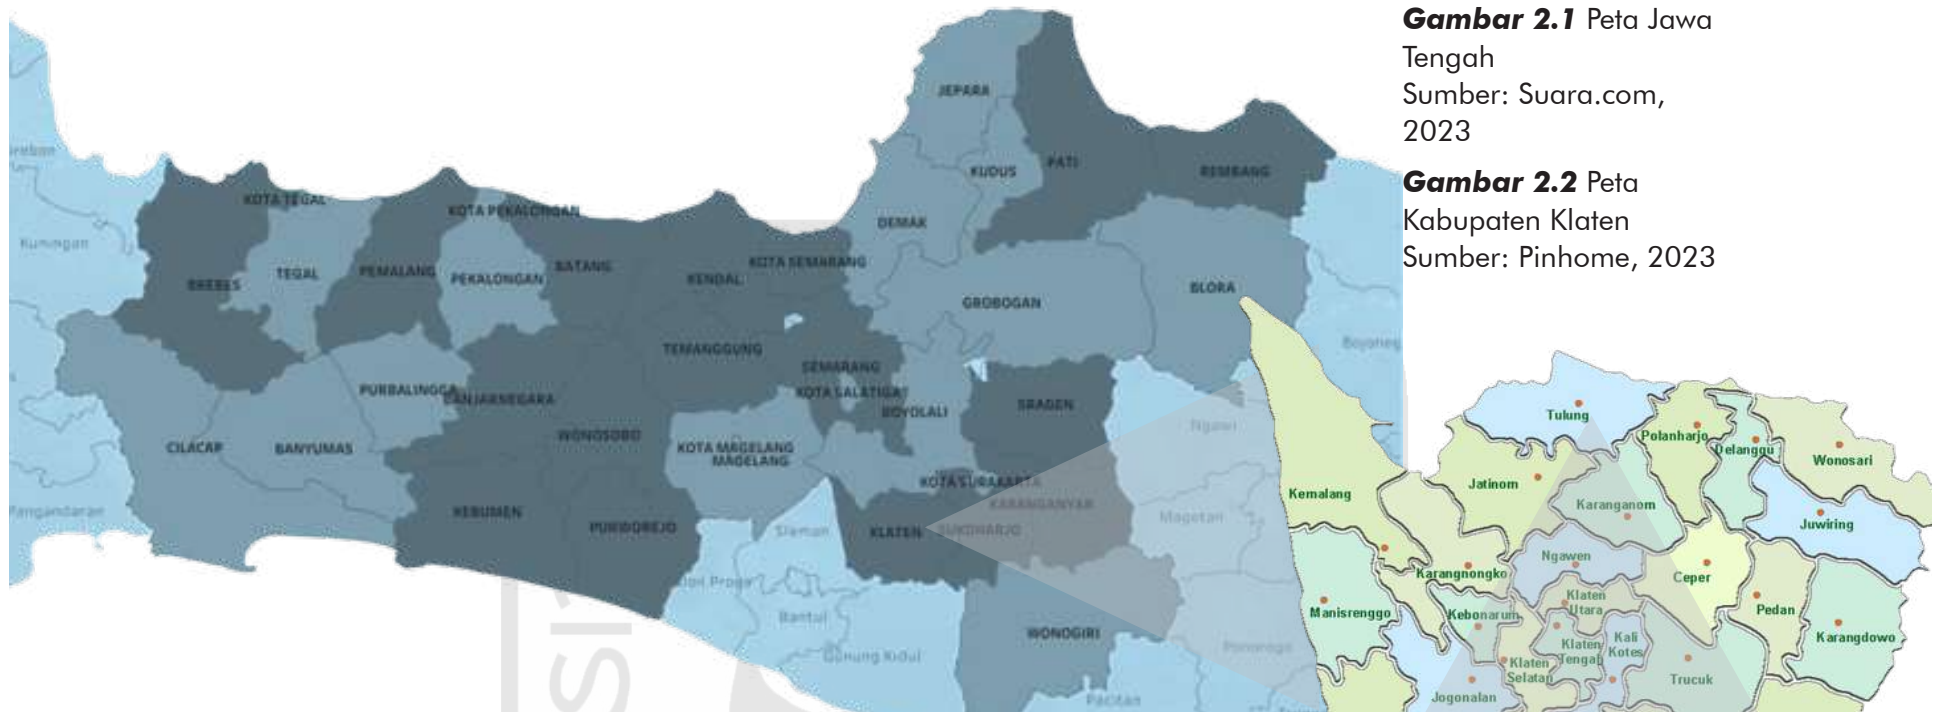 Gambar 2.1 Peta Jawa
Tengah
Sumber: Suara.com,
2023
Gambar 2.2 Peta
Kabupaten Klaten
Sumber: Pinhome, 2023
JEPARA
KUDUS
PATI
REMBANG
DEMAK
KOTA TEGAL
KOTA PEKALONGAN
Kuningan
BREBES
TEGAL
PEMALANG
PEKALONGAN
BATANG
KENDAL
KOTA SEMARANG
GROBOGAN
BLORA
TEMANGGUNG
SEMARANG
KOTA SALATIGA
BOYOLALI
SRAGEN
PURBALINGGA
BANJARNEGARA
WONOSOBO
CILACAP
BANYUMAS
KOTA MAGELANG
MAGELANG
Ngawi
KOTA SURAKARTA
KARANGANYAR
Pangandaran
KEBUMEN
PURWOREJO
Sleman
KLATEN
SUKOHARJO
Magetan
Bantul
Gunung Kidul
WONOGIRI
Ponorogo
Pacitan
Tulung
Polanharjo
Delanggu
Wonosari
Kemalang
Jatinom
Karanganom
Juwiring
Ngawen
Ceper
Karangnongko
Manisrenggo
Kebonarum
Klaten
Utara
Pedan
Karangdowo
Klaten
Tengah
Kali
Kotes
Klaten
Selatan
Jogonalan
Trucuk